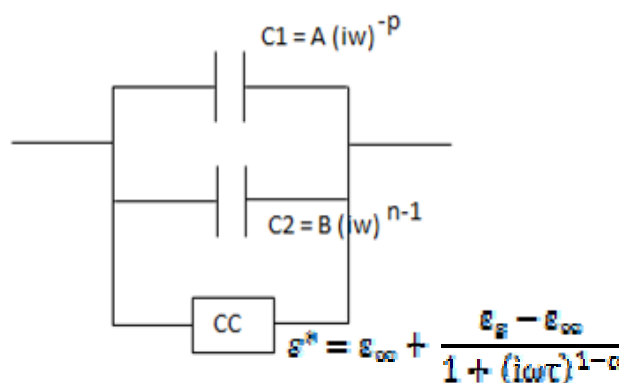 C1 = A (iw)^-p
C2 = B (iw)^n-1
CC
ε* = ε∞ + (εs − ε∞) / (1 + (iωτ)^1−α)